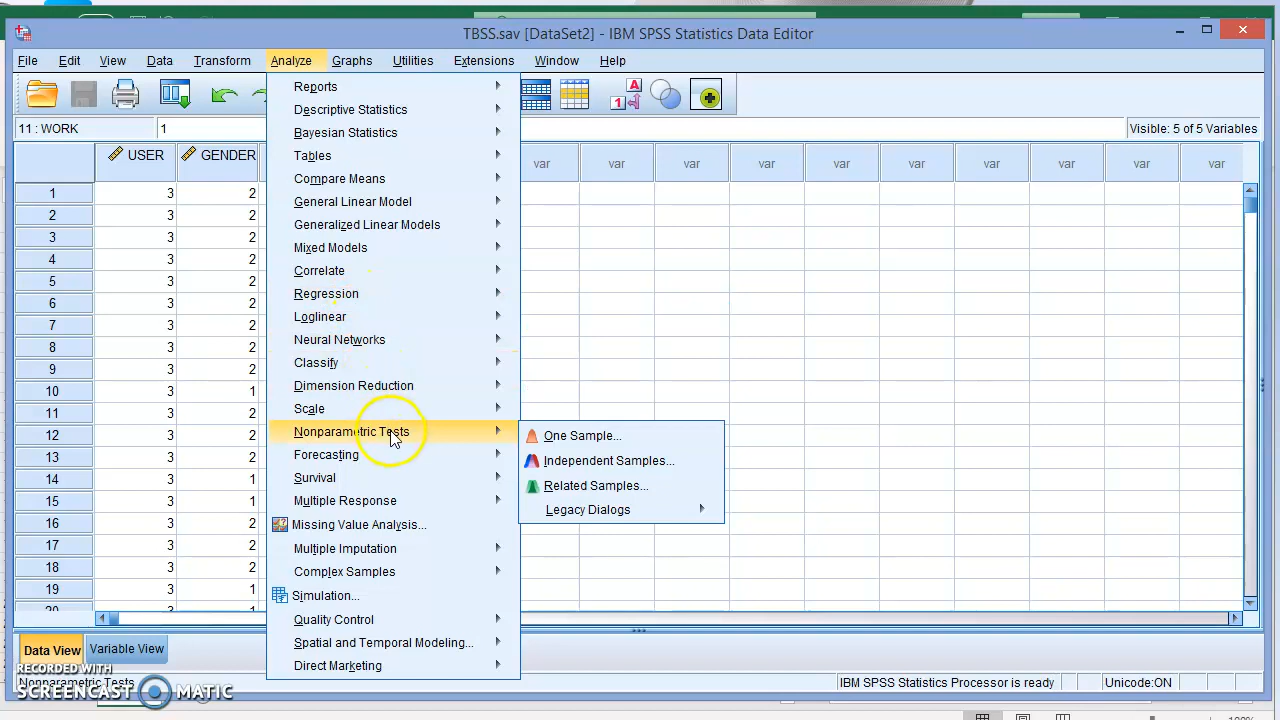 TBSS.sav [DataSet2] - IBM SPSS Statistics Data Editor
File Edit View Data Transform Analyze Graphs Utilities Extensions Window Help
11 : WORK 1 Visible: 5 of 5 Variables
USER GENDER var var var var var var var var var var
1 3 2
2 3 2
3 3 2
4 3 2
5 3 2
6 3 2
7 3 2
8 3 2
9 3 2
10 3 1
11 3 2
12 3 2
13 3 2
14 3 1
15 3 1
16 3 2
17 3 2
18 3 2
19 3 1
20 3 1
Reports
Descriptive Statistics
Bayesian Statistics
Tables
Compare Means
General Linear Model
Generalized Linear Models
Mixed Models
Correlate
Regression
Loglinear
Neural Networks
Classify
Dimension Reduction
Scale
Nonparametric Tests
Forecasting
Survival
Multiple Response
Missing Value Analysis...
Multiple Imputation
Complex Samples
Simulation...
Quality Control
Spatial and Temporal Modeling...
Direct Marketing
One Sample...
Independent Samples...
Related Samples...
Legacy Dialogs
Data View Variable View
Nonparametric Tests IBM SPSS Statistics Processor is ready Unicode:ON
RECORDED WITH
SCREENCAST MATIC
100%